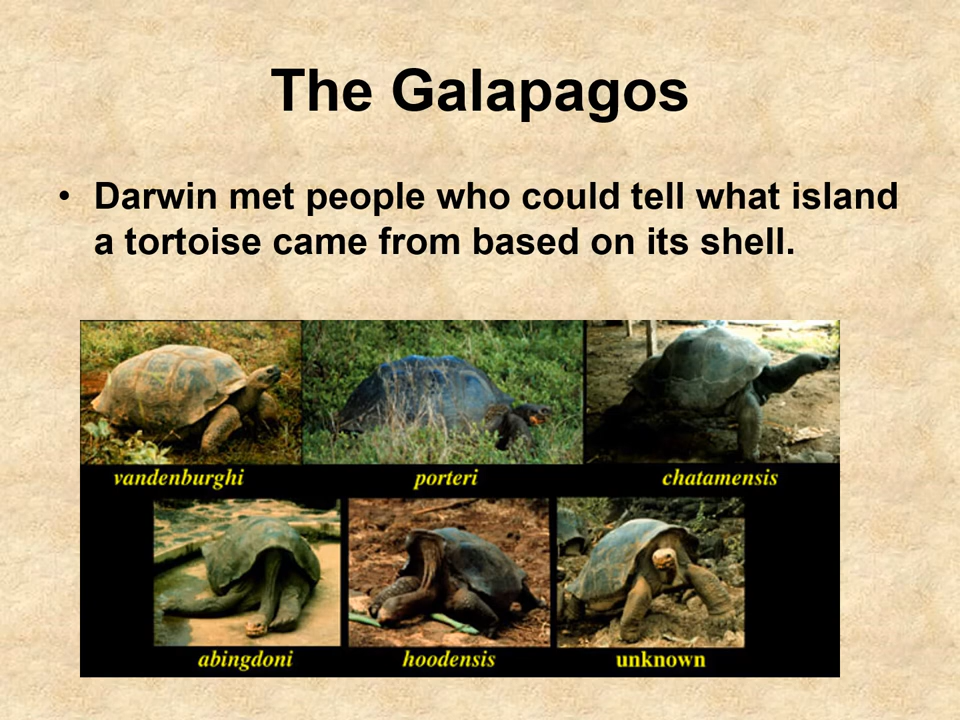 The Galapagos
• Darwin met people who could tell what island
a tortoise came from based on its shell.
vandenburghi porteri chatamensis
abingdoni hoodensis unknown